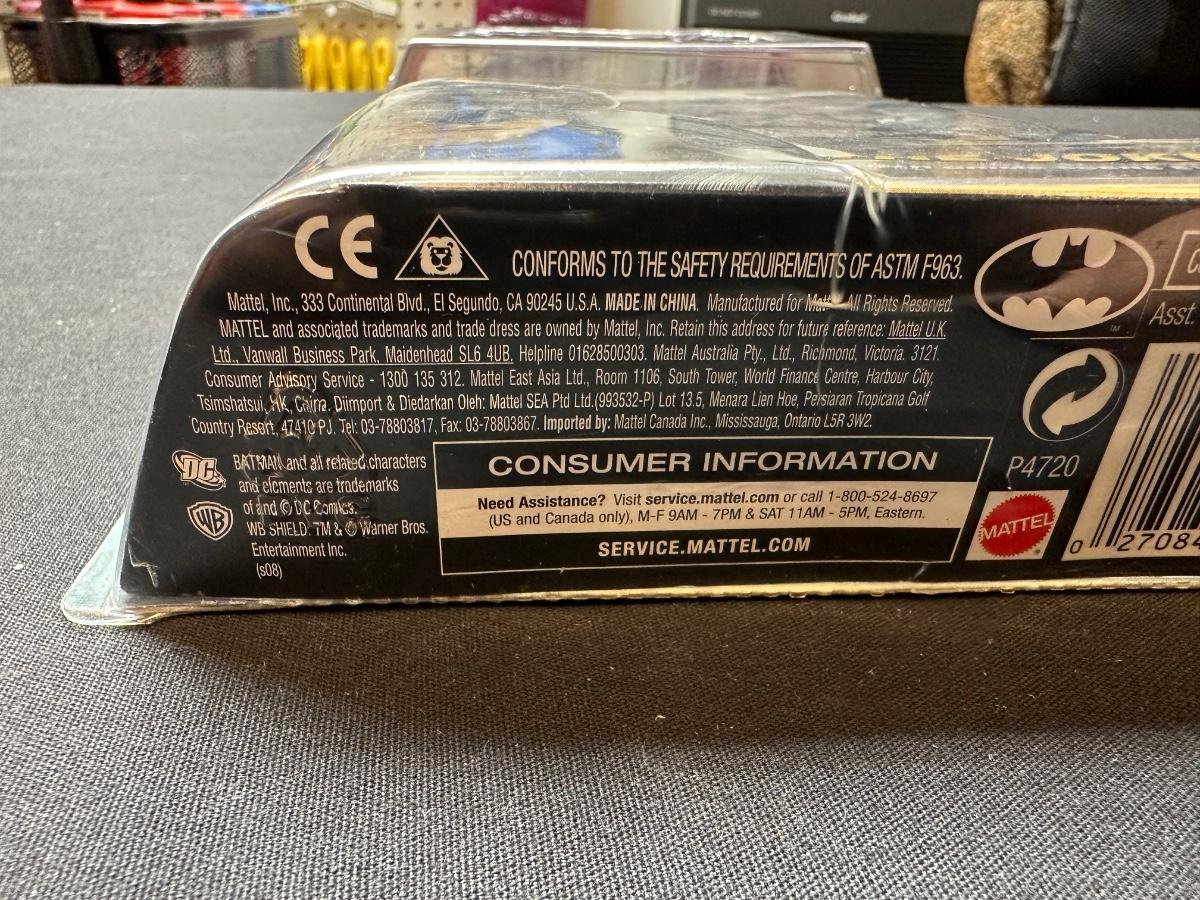 CE
CONFORMS TO THE SAFETY REQUIREMENTS OF ASTM F963.
Mattel, Inc., 333 Continental Blvd., El Segundo, CA 90245 U.S.A. MADE IN CHINA. Manufactured for Mattel. All Rights Reserved.
MATTEL and associated trademarks and trade dress are owned by Mattel, Inc. Retain this address for future reference: Mattel U.K.
Ltd., Vanwall Business Park, Maidenhead SL6 4UB. Helpline 01628500303. Mattel Australia Pty., Ltd., Richmond, Victoria. 3121.
Consumer Advisory Service - 1300 135 312. Mattel East Asia Ltd., Room 1106, South Tower, World Finance Centre, Harbour City,
Tsimshatsui, HK, China. Diimport & Diedarkan Oleh: Mattel SEA Ptd Ltd.(993532-P) Lot 13.5, Menara Lien Hoe, Persiaran Tropicana Golf
Country Resort, 47410 PJ. Tel: 03-78803817, Fax: 03-78803867. Imported by: Mattel Canada Inc., Mississauga, Ontario L5R 3W2.
DC
BATMAN and all related characters
and elements are trademarks
of and © DC Comics.
WB
WB SHIELD: TM & © Warner Bros.
Entertainment Inc.
(s08)
CONSUMER INFORMATION
Need Assistance? Visit service.mattel.com or call 1-800-524-8697
(US and Canada only), M-F 9AM - 7PM & SAT 11AM - 5PM, Eastern.
SERVICE.MATTEL.COM
TM
Asst.
P4720
MATTEL
0 27084